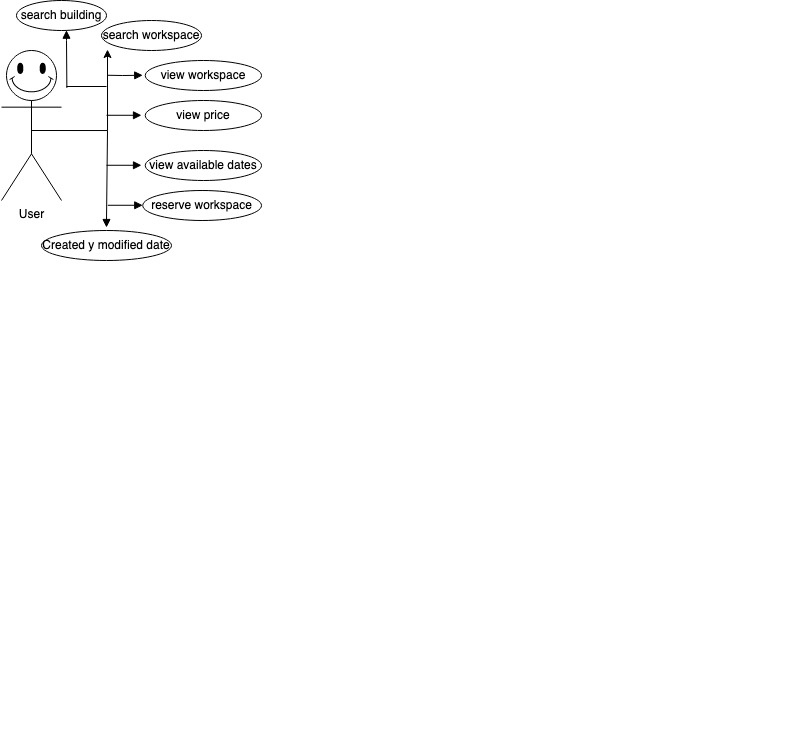 search building
search workspace
view workspace
view price
view available dates
reserve workspace
User
Created y modified date